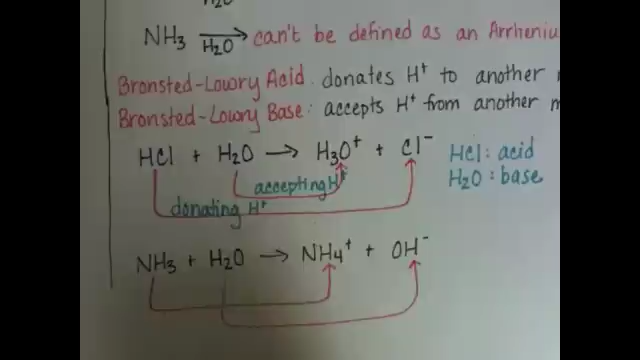 H₂O
NH₃ →H₂O can't be defined as an
Bronsted-Lowry Acid: donates H⁺ to another
Bronsted-Lowry Base: accepts H⁺ from another
HCl + H₂O → H₃O⁺ + Cl⁻ HCl: acid
accepting H⁺ H₂O: base
donating H⁺
NH₃ + H₂O → NH₄⁺ + OH⁻